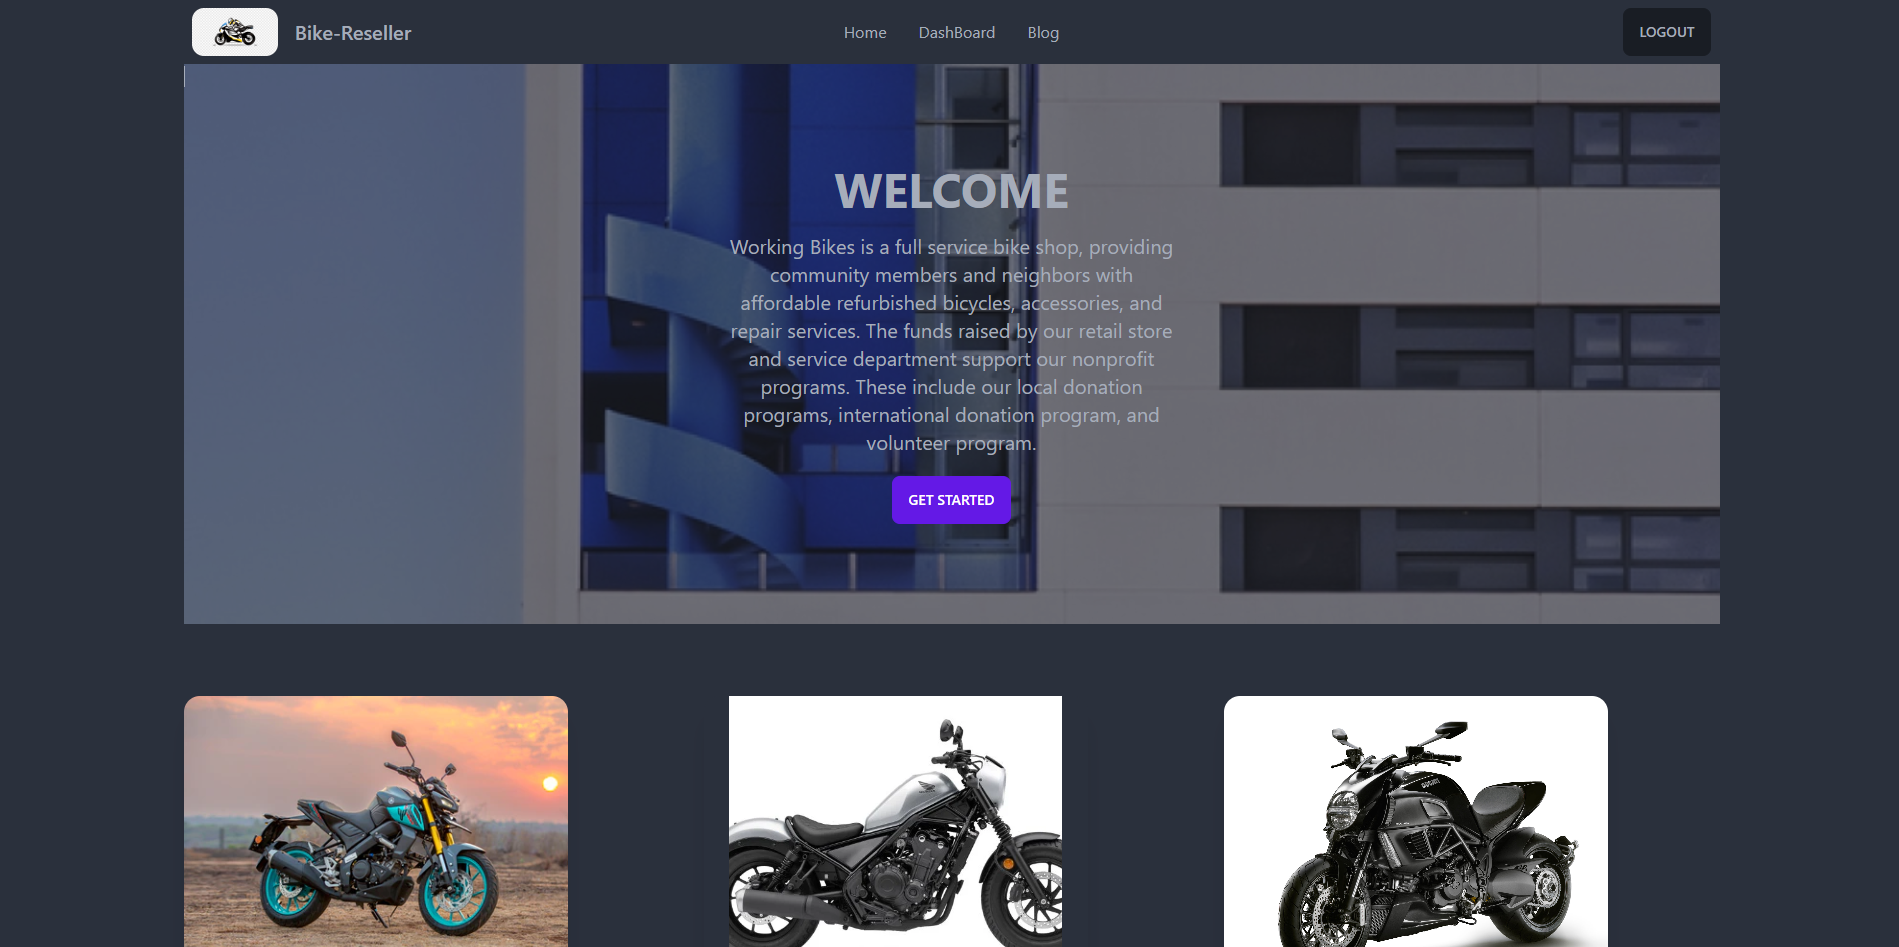 Bike-Reseller
Home
DashBoard
Blog
LOGOUT
WELCOME
Working Bikes is a full service bike shop, providing
community members and neighbors with
affordable refurbished bicycles, accessories, and
repair services. The funds raised by our retail store
and service department support our nonprofit
programs. These include our local donation
programs, international donation program, and
volunteer program.
GET STARTED
DUCATI